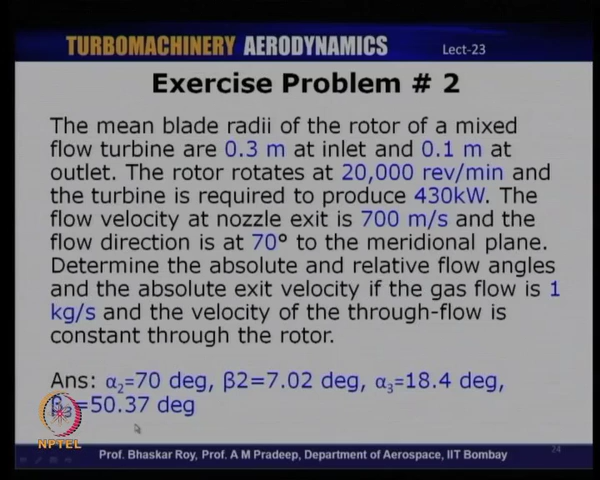 TURBOMACHINERY AERODYNAMICS Lect-23
Exercise Problem # 2
The mean blade radii of the rotor of a mixed
flow turbine are 0.3 m at inlet and 0.1 m at
outlet. The rotor rotates at 20,000 rev/min and
the turbine is required to produce 430kW. The
flow velocity at nozzle exit is 700 m/s and the
flow direction is at 70° to the meridional plane.
Determine the absolute and relative flow angles
and the absolute exit velocity if the gas flow is 1
kg/s and the velocity of the through-flow is
constant through the rotor.
Ans: α₂=70 deg, β2=7.02 deg, α₃=18.4 deg,
β₃=50.37 deg
NPTEL
Prof. Bhaskar Roy, Prof. A M Pradeep, Department of Aerospace, IIT Bombay
24